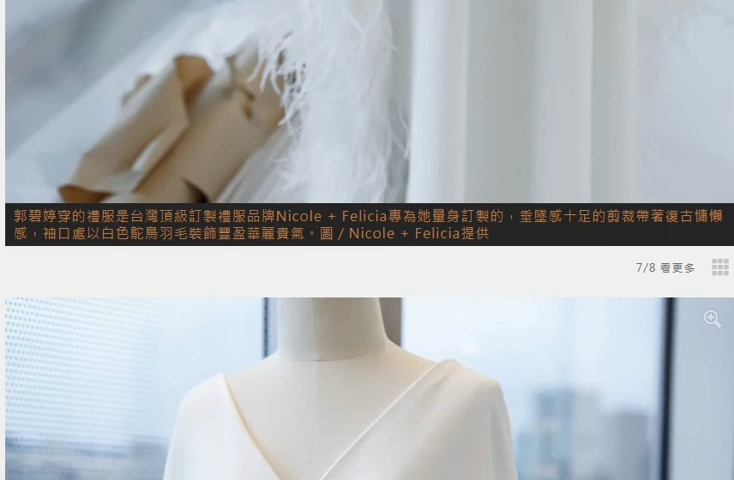 郭碧婷穿的禮服是台灣頂級訂製禮服品牌Nicole + Felicia專為她量身訂製的，垂墜感十足的剪裁帶著復古慵懶
感，袖口處以白色鴕鳥羽毛裝飾豐盈華麗貴氣。圖 / Nicole + Felicia提供
7/8 看更多